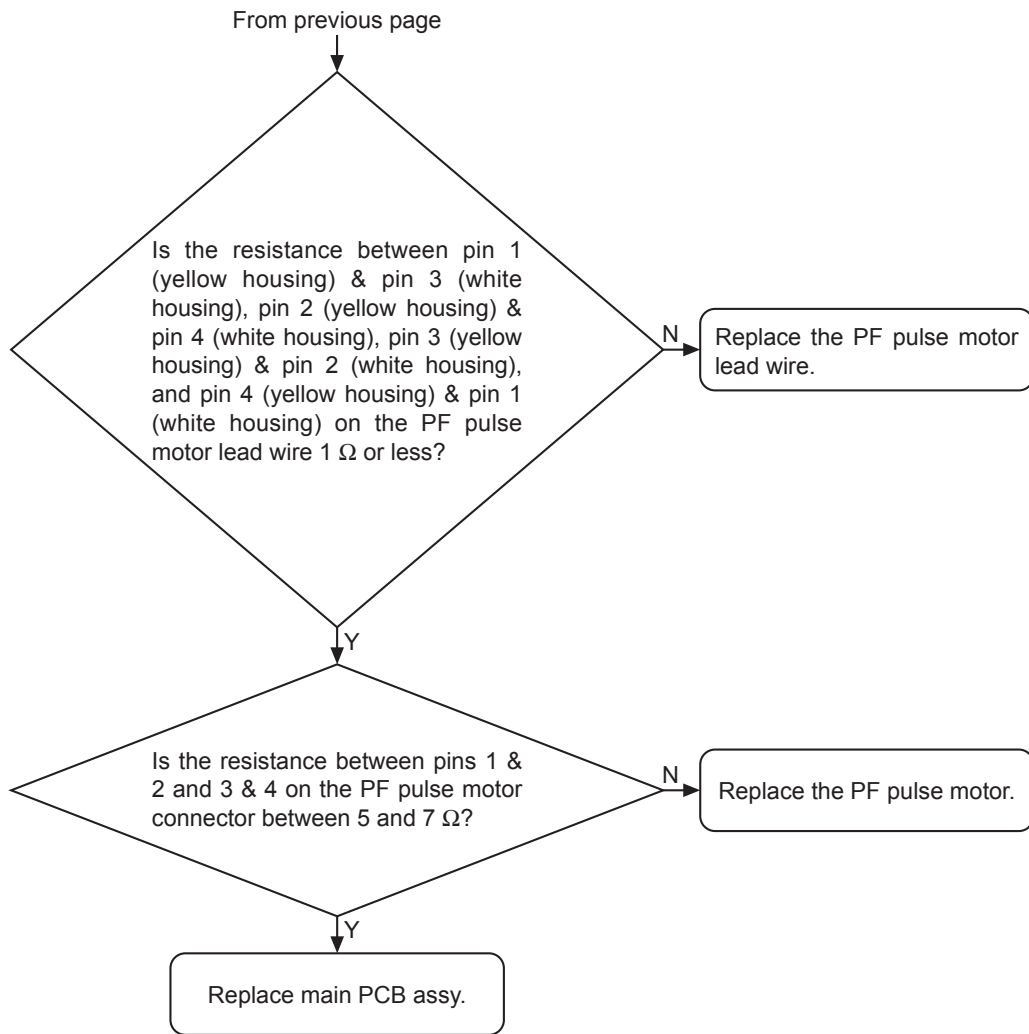 From previous page
Is the resistance between pin 1
(yellow housing) & pin 3 (white
housing), pin 2 (yellow housing) &
pin 4 (white housing), pin 3 (yellow
housing) & pin 2 (white housing),
and pin 4 (yellow housing) & pin 1
(white housing) on the PF pulse
motor lead wire 1 Ω or less?
N
Replace the PF pulse motor
lead wire.
Y
Is the resistance between pins 1 &
2 and 3 & 4 on the PF pulse motor
connector between 5 and 7 Ω?
N
Replace the PF pulse motor.
Y
Replace main PCB assy.